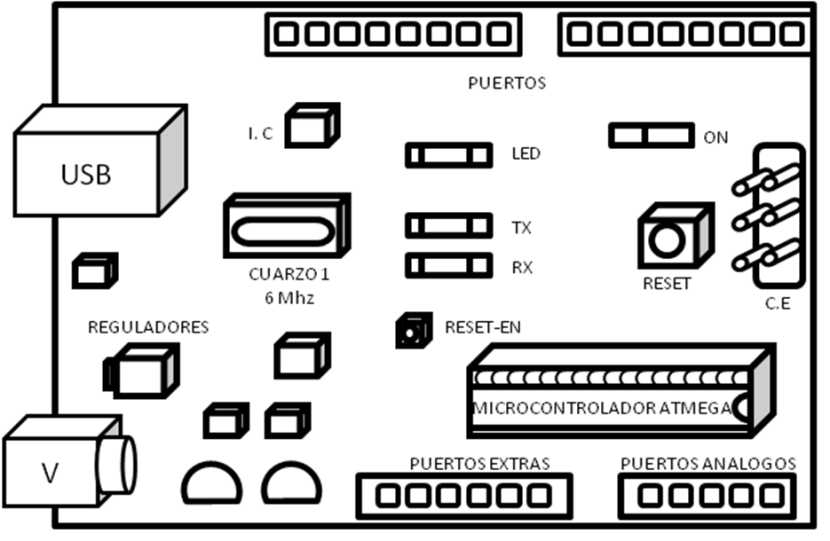 PUERTOS
I. C
LED
ON
USB
TX
CUARZO 1
6 Mhz
RX
RESET
C.E
REGULADORES
RESET-EN
MICROCONTROLADOR ATMEGA
V
PUERTOS EXTRAS
PUERTOS ANALOGOS